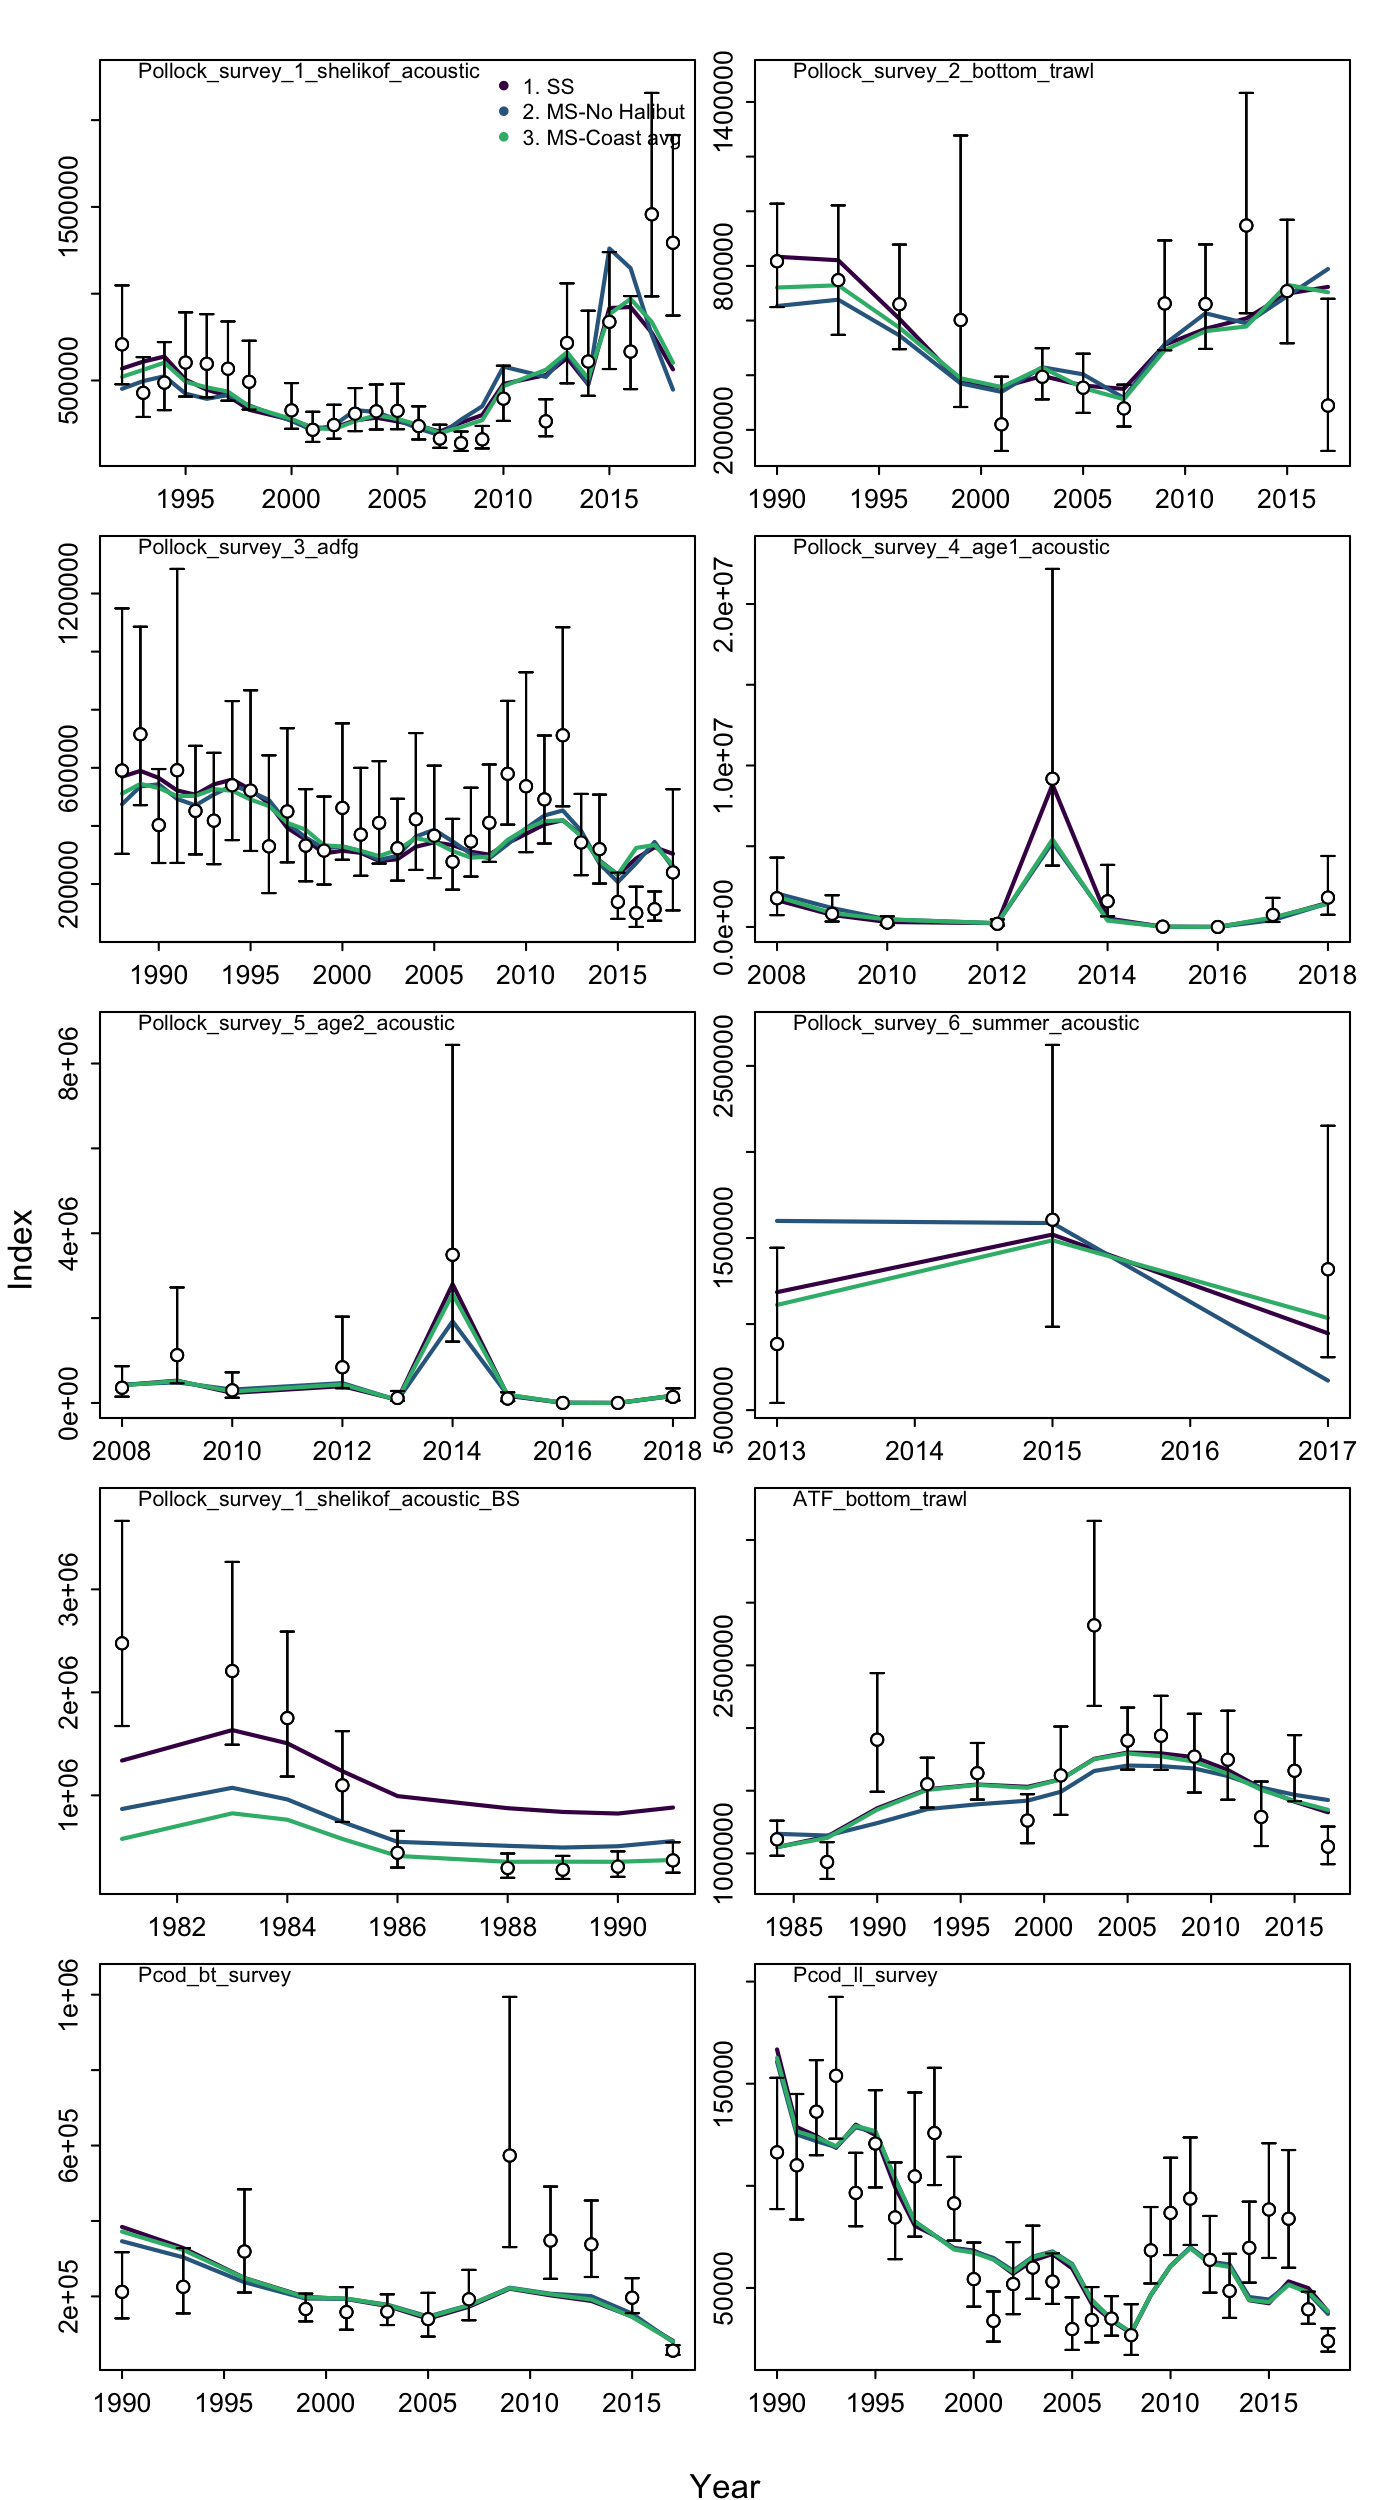 Pollock_survey_1_shelikof_acoustic
1. SS
2. MS-No Halibut
3. MS-Coast avg
500000 1500000
1995 2000 2005 2010 2015
Pollock_survey_2_bottom_trawl
200000 800000 1400000
1990 1995 2000 2005 2010 2015
Pollock_survey_3_adfg
200000 600000 1200000
1990 1995 2000 2005 2010 2015
Pollock_survey_4_age1_acoustic
0.0e+00 1.0e+07 2.0e+07
2008 2010 2012 2014 2016 2018
Pollock_survey_5_age2_acoustic
0e+00 4e+06 8e+06
2008 2010 2012 2014 2016 2018
Pollock_survey_6_summer_acoustic
500000 1500000 2500000
2013 2014 2015 2016 2017
Index
Pollock_survey_1_shelikof_acoustic_BS
1e+06 2e+06 3e+06
1982 1984 1986 1988 1990
ATF_bottom_trawl
1000000 2500000
1985 1990 1995 2000 2005 2010 2015
Pcod_bt_survey
2e+05 6e+05 1e+06
1990 1995 2000 2005 2010 2015
Pcod_ll_survey
50000 150000
1990 1995 2000 2005 2010 2015
Year